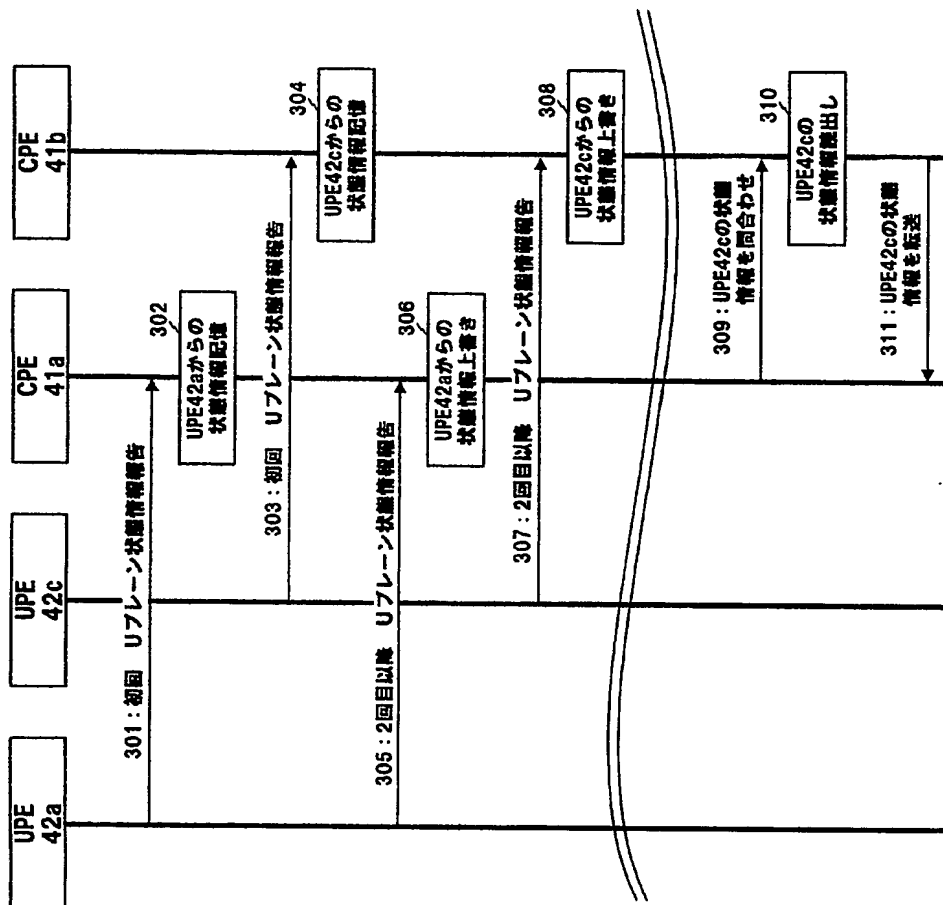 UPE
42a
UPE
42c
CPE
41a
CPE
41b
301：初回 Uプレーン状態情報報告
302
UPE42aからの
状態情報記憶
303：初回 Uプレーン状態情報報告
304
UPE42cからの
状態情報記憶
305：2回目以降 Uプレーン状態情報報告
306
UPE42aからの
状態情報上書き
307：2回目以降 Uプレーン状態情報報告
308
UPE42cからの
状態情報上書き
309：UPE42cの状態
情報を問合わせ
310
UPE42cの
状態情報捜出し
311：UPE42cの状態
情報を転送